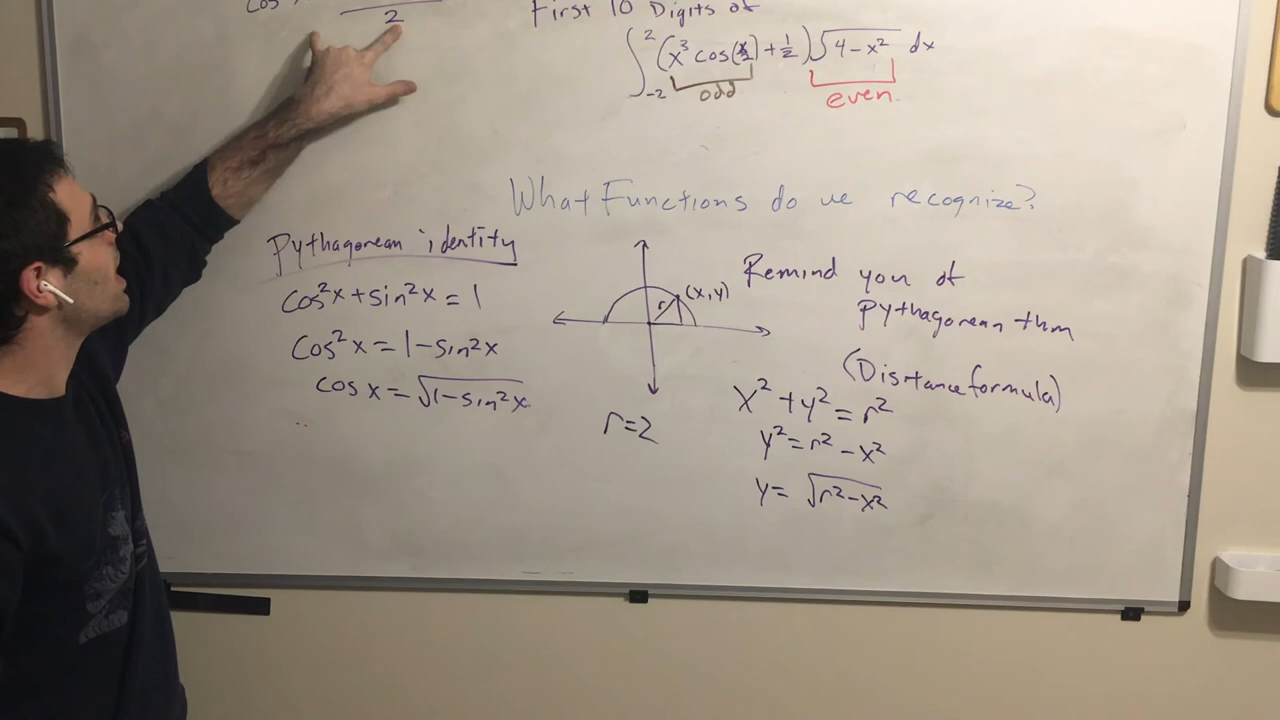 cos
2
First 10 Digits of
∫_{-2}^{2} (x³ cos(x/2) + 1/2) √(4-x²) dx
odd
even.
What Functions do we recognize?
Pythagorean identity
cos²x + sin²x = 1
cos²x = 1 - sin²x
cos x = √(1 - sin²x)
(x,y)
r
r=2
Remind you of
Pythagorean thm
(Distance formula)
x² + y² = r²
y² = r² - x²
y = √(r² - x²)